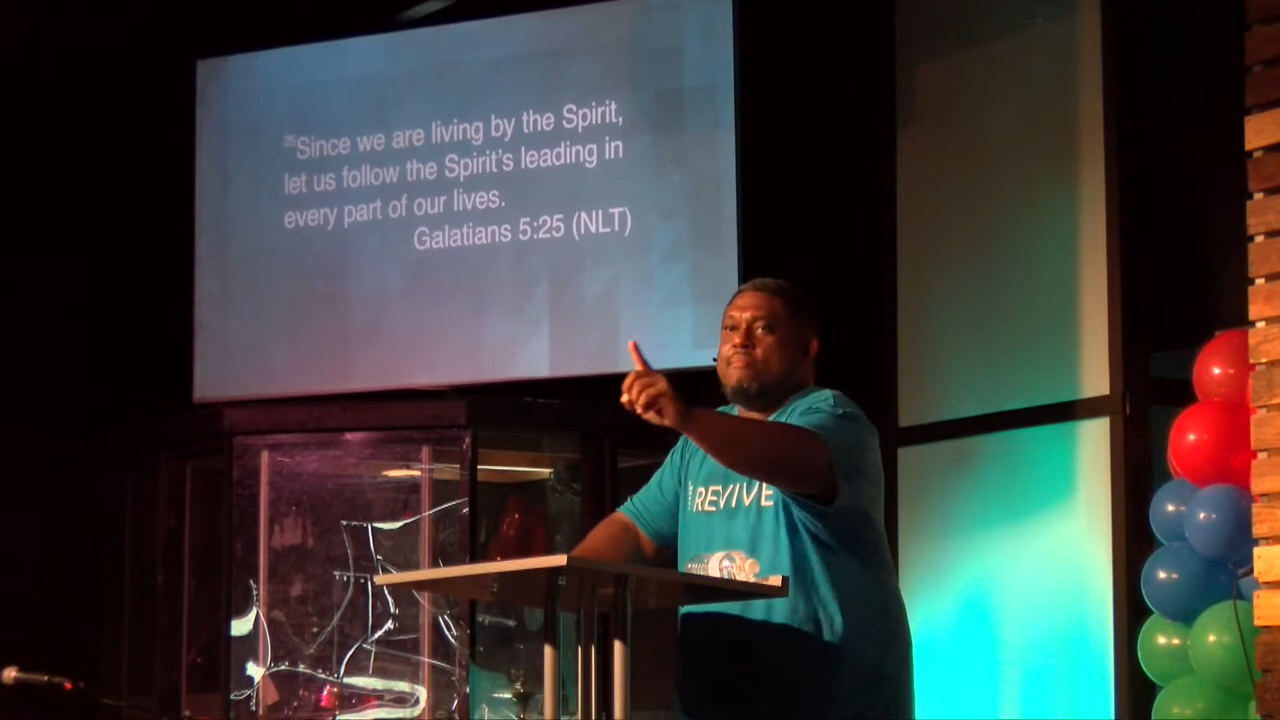 25Since we are living by the Spirit,
let us follow the Spirit's leading in
every part of our lives.
Galatians 5:25 (NLT)
REVIVE